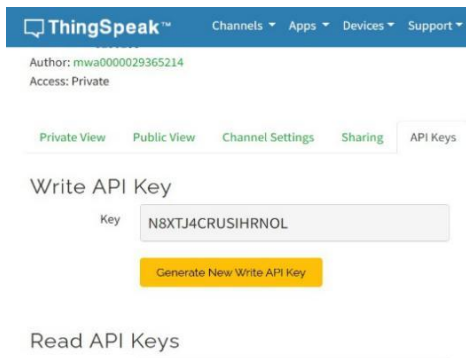 ThingSpeak™ Channels Apps Devices Support
Author: mwa0000029365214
Access: Private
Private View Public View Channel Settings Sharing API Keys
Write API Key
Key N8XTJ4CRUSIHRNOL
Generate New Write API Key
Read API Keys